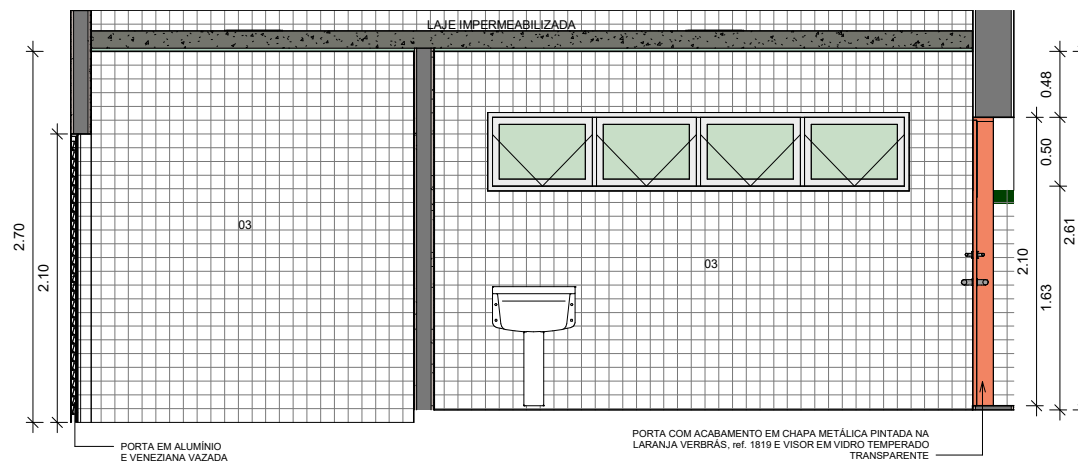 LAJE IMPERMEABILIZADA
2.70
2.10
03
03
0.48
0.50
2.10
1.63
2.61
PORTA EM ALUMÍNIO
E VENEZIANA VAZADA
PORTA COM ACABAMENTO EM CHAPA METÁLICA PINTADA NA
LARANJA VERBRÁS, ref. 1819 E VISOR EM VIDRO TEMPERADO
TRANSPARENTE